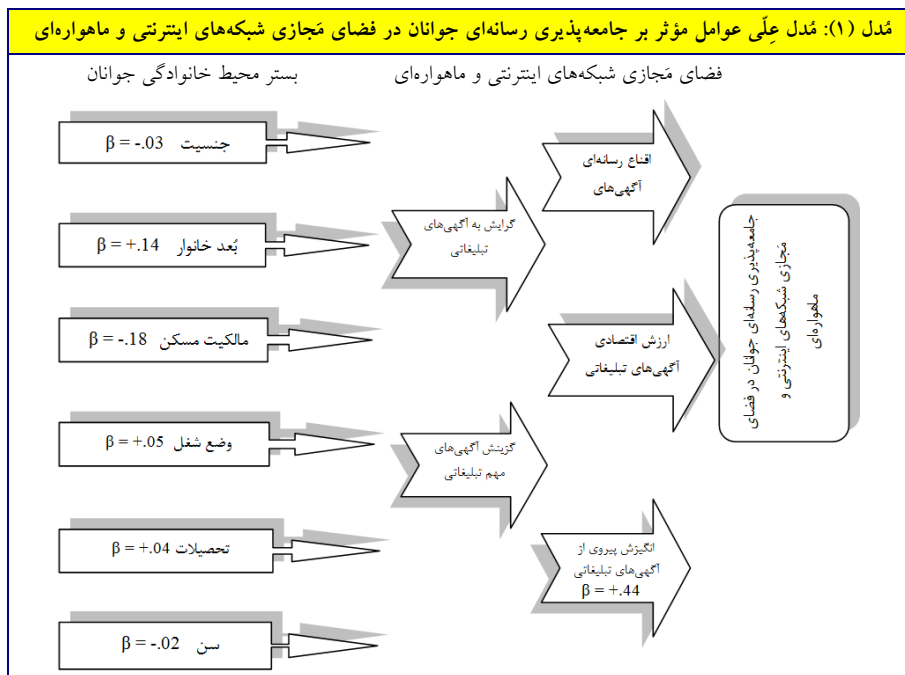 مُدل (۱): مُدل عِلّی عوامل مؤثر بر جامعه‌پذیری رسانه‌ای جوانان در فضای مَجازی شبکه‌های اینترنتی و ماهواره‌ای
فضای مَجازی شبکه‌های اینترنتی و ماهواره‌ای
بستر محیط خانوادگی جوانان
جنسیت β = -.03
بُعد خانوار β = +.14
مالکیت مسکن β = -.18
وضع شغل β = +.05
تحصیلات β = +.04
سن β = -.02
گرایش به آگهی‌های
تبلیغاتی
گزینش آگهی‌های
مهم تبلیغاتی
اقناع رسانه‌ای
آگهی‌های
ارزش اقتصادی
آگهی‌های تبلیغاتی
انگیزش پیروی از
آگهی‌های تبلیغاتی
β = +.44
جامعه‌پذیری رسانه‌ای جوانان در فضای
مَجازی شبکه‌های اینترنتی و
ماهواره‌ای